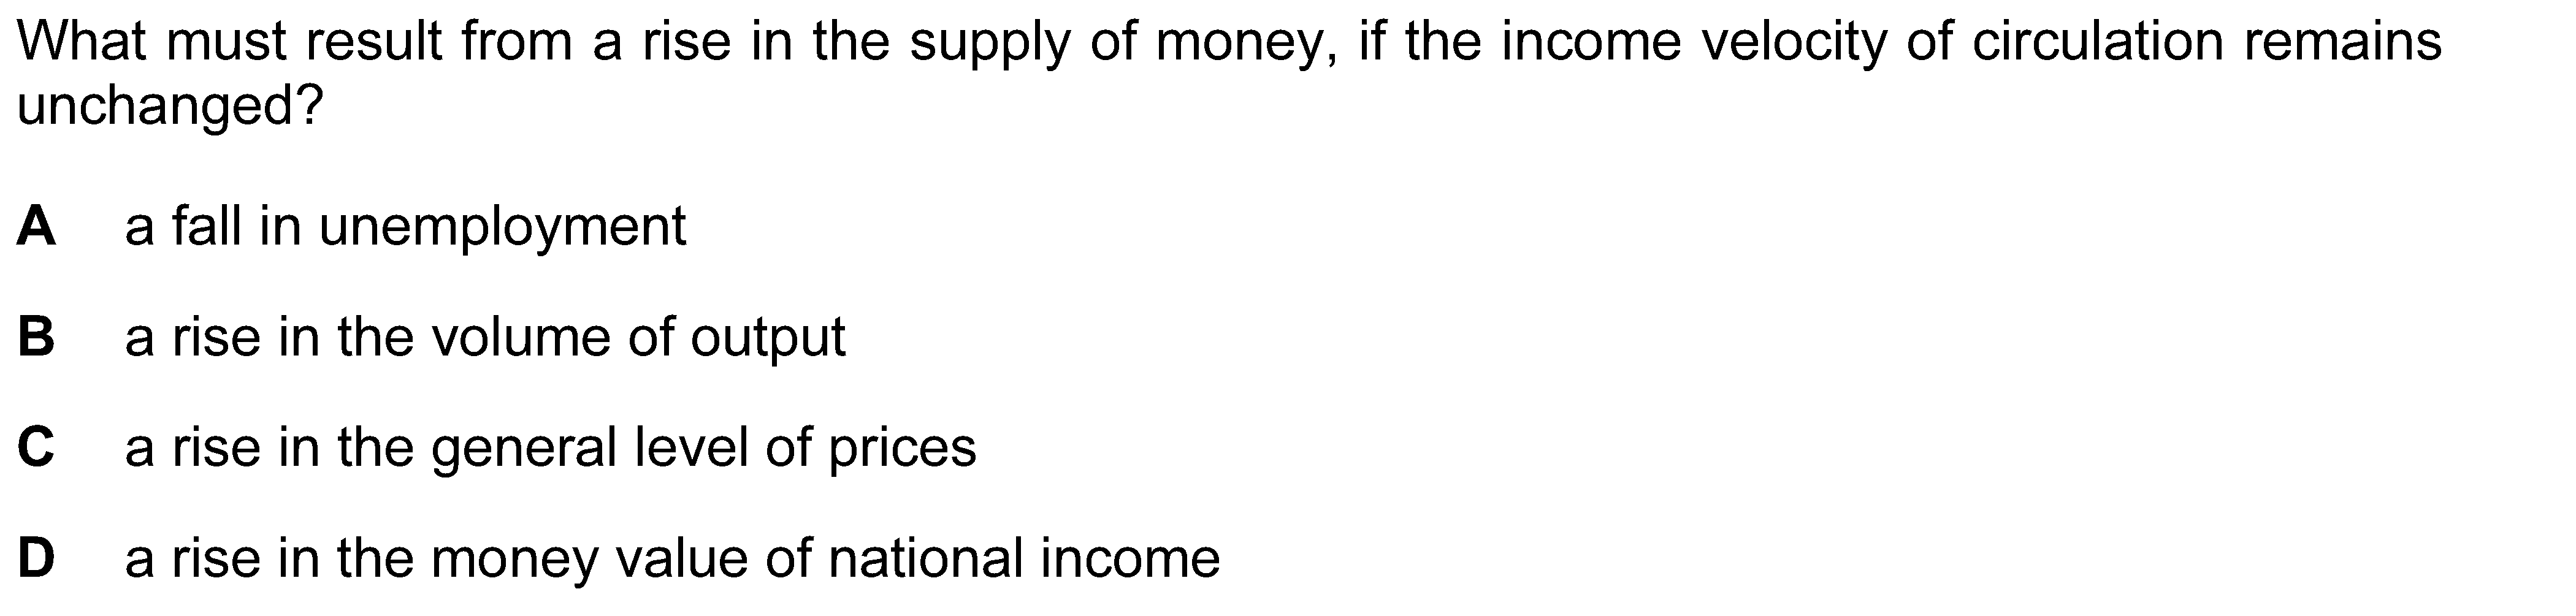 What must result from a rise in the supply of money, if the income velocity of circulation remains
unchanged?
A a fall in unemployment
B a rise in the volume of output
C a rise in the general level of prices
D a rise in the money value of national income